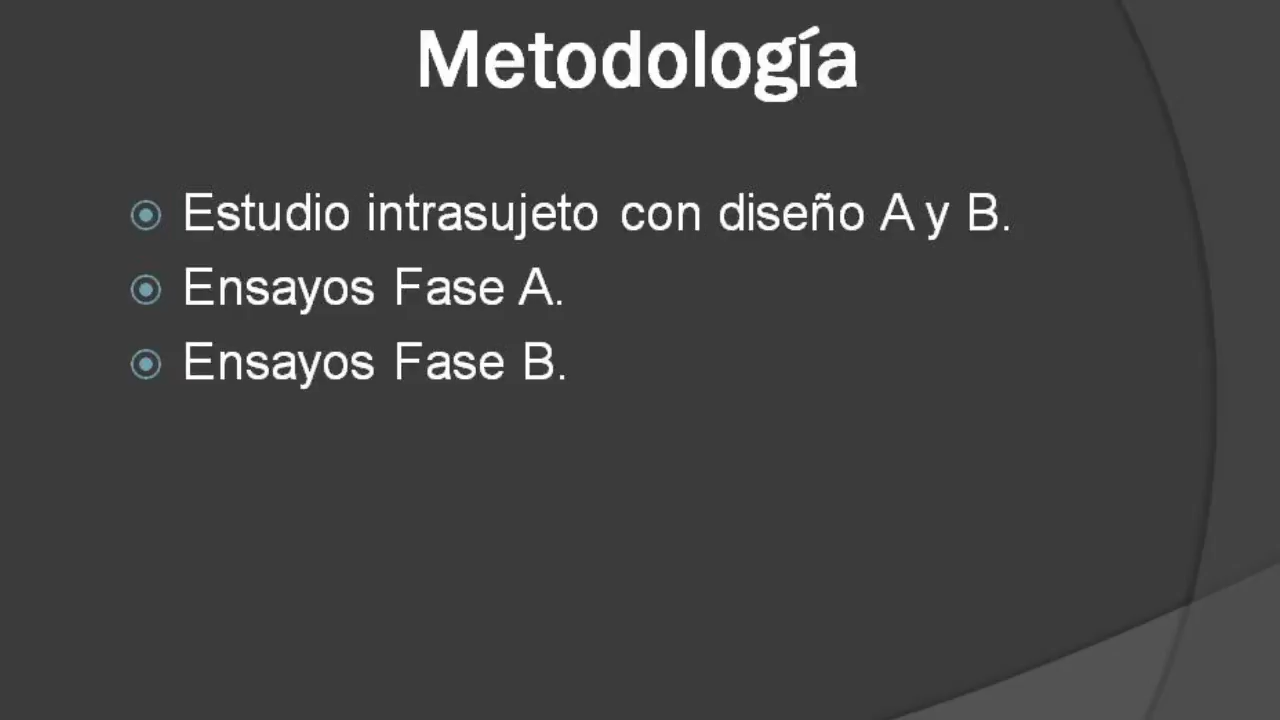 Metodología
Estudio intrasujeto con diseño A y B.
Ensayos Fase A.
Ensayos Fase B.